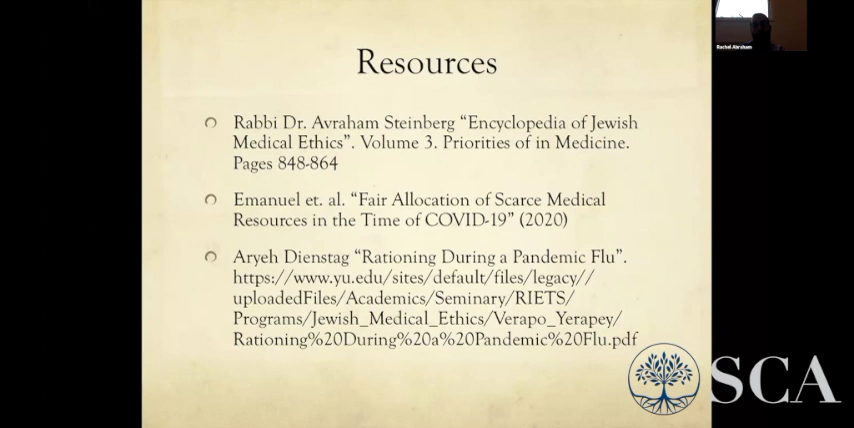 Rachel Abraham
Resources
Rabbi Dr. Avraham Steinberg “Encyclopedia of Jewish
Medical Ethics”. Volume 3. Priorities of in Medicine.
Pages 848-864
Emanuel et. al. “Fair Allocation of Scarce Medical
Resources in the Time of COVID-19” (2020)
Aryeh Dienstag “Rationing During a Pandemic Flu”.
https://www.yu.edu/sites/default/files/legacy//
uploadedFiles/Academics/Seminary/RIETS/
Programs/Jewish_Medical_Ethics/Verapo_Yerapey/
Rationing%20During%20a%20Pandemic%20Flu.pdf
SCA